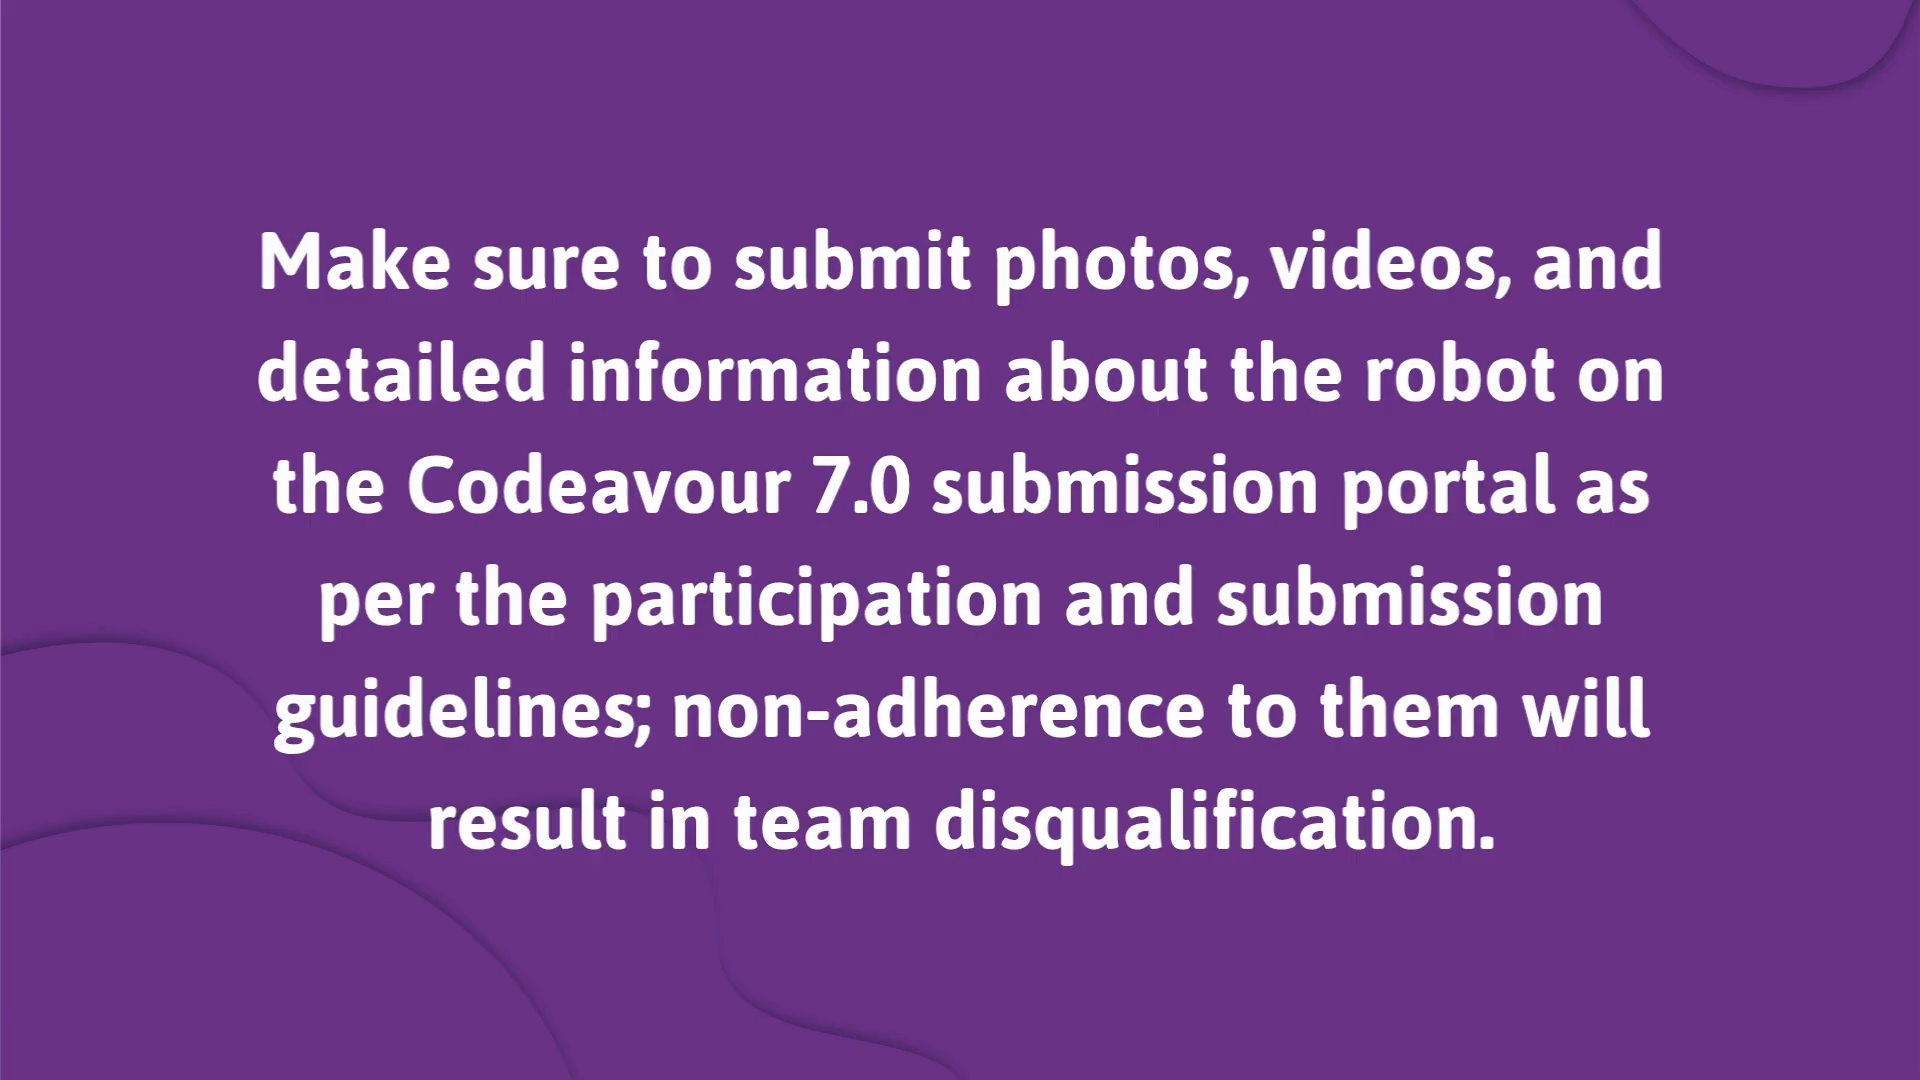 Make sure to submit photos, videos, and
detailed information about the robot on
the Codeavour 7.0 submission portal as
per the participation and submission
guidelines; non-adherence to them will
result in team disqualification.